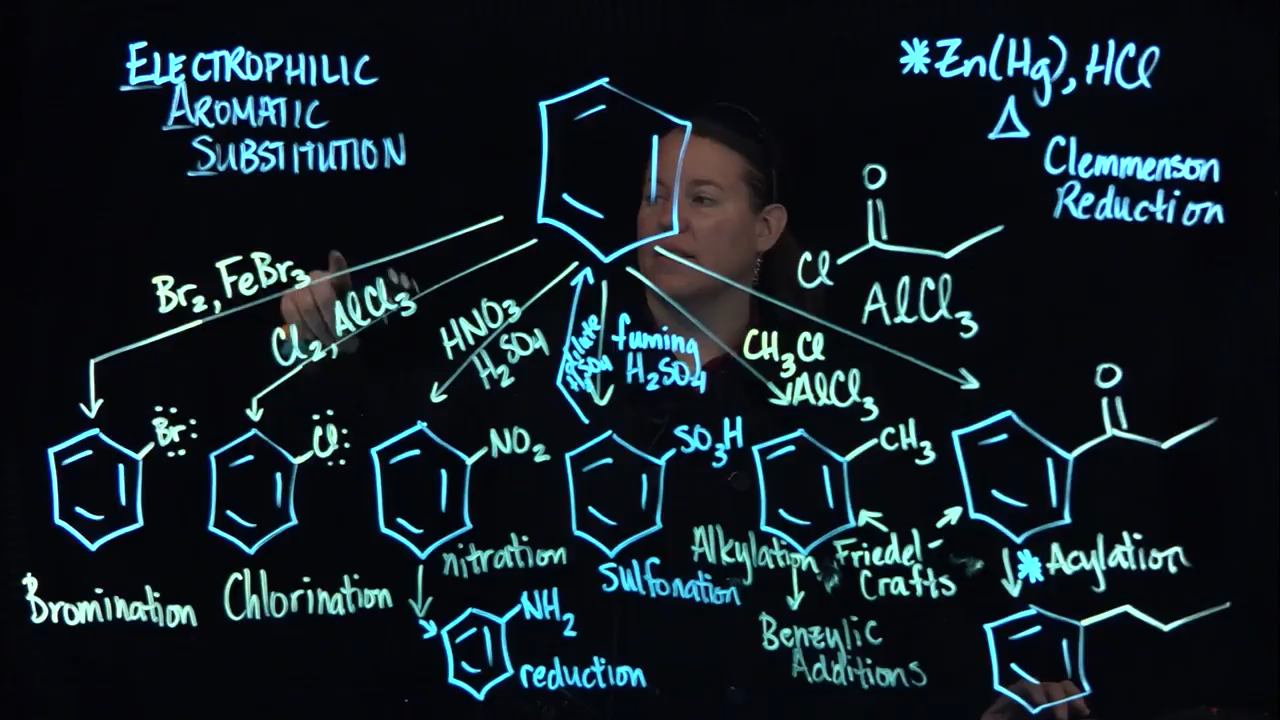 ELECTROPHILIC
AROMATIC
SUBSTITUTION
*Zn(Hg), HCl
Δ
Clemmenson
Reduction
O
Cl
AlCl3
Br2, FeBr3
Cl2, AlCl3
HNO3
H2SO4
dilute
H2SO4
fuming
H2SO4
CH3Cl
AlCl3
Br
Cl
NO2
SO3H
CH3
O
Bromination
Chlorination
nitration
Sulfonation
Alkylation
Friedel-
Crafts
*Acylation
NH2
reduction
Benzylic
Additions